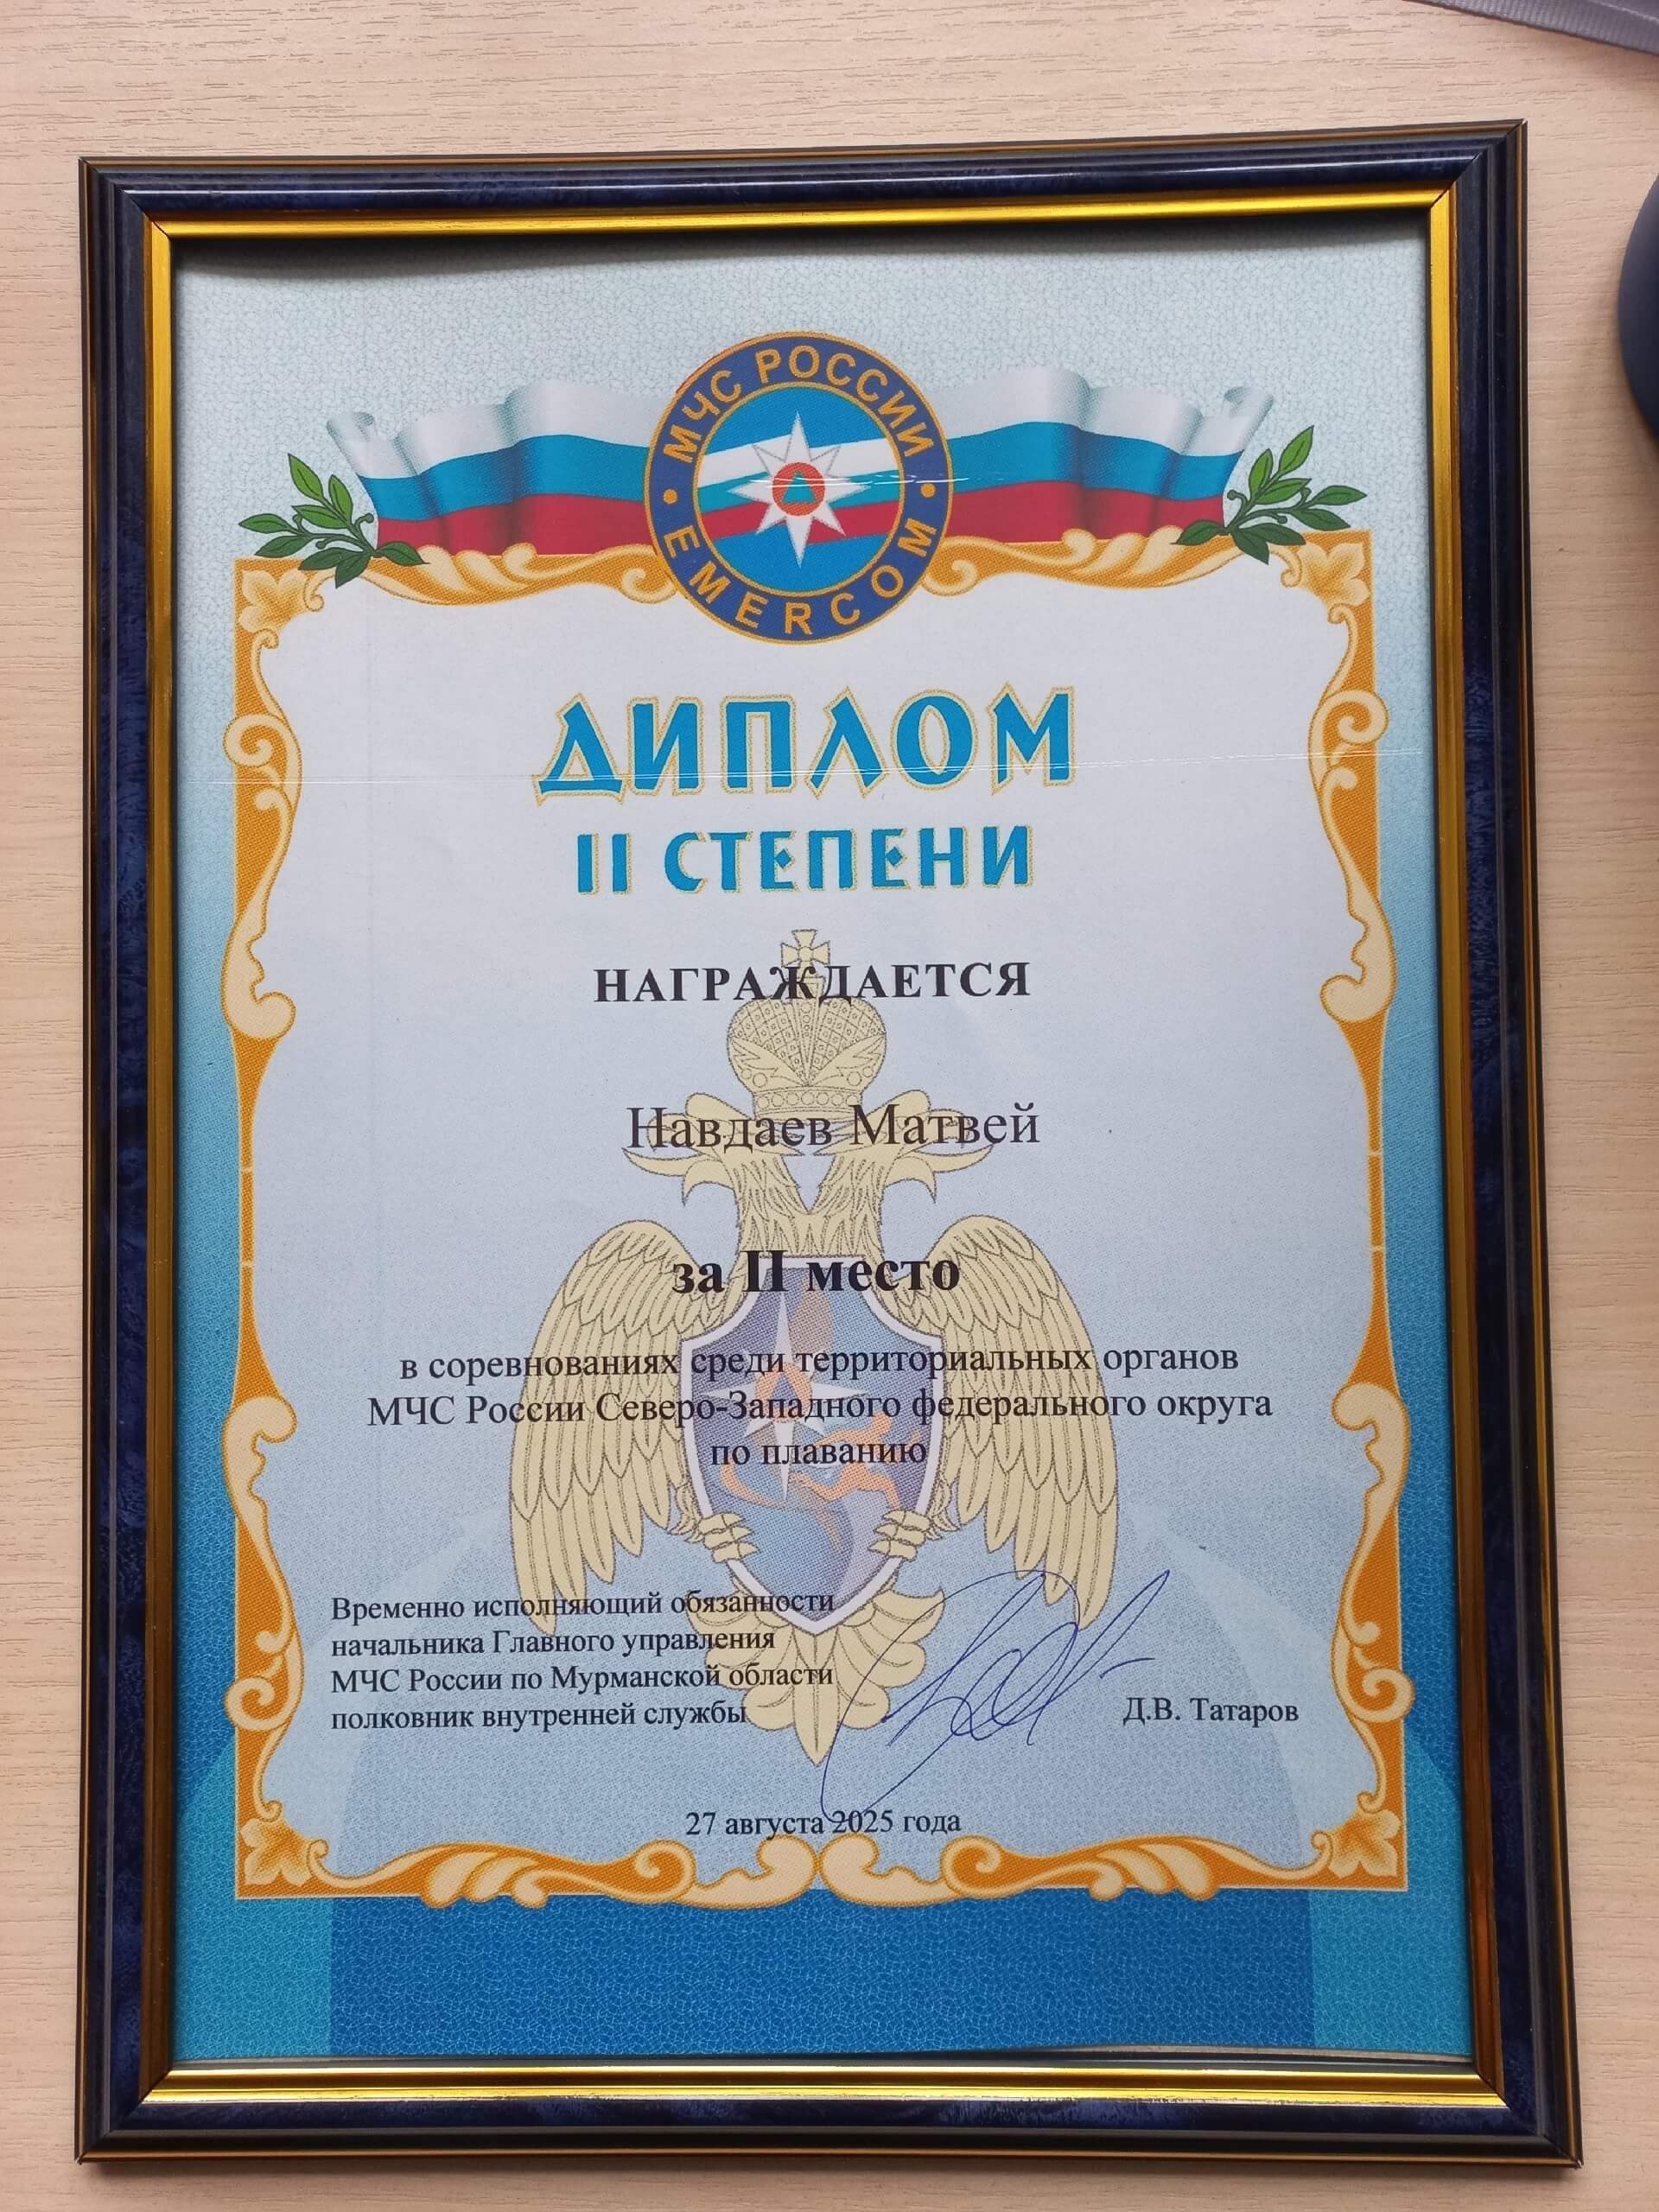 МЧС РОССИИ
EMERCOM
ДИПЛОМ
II СТЕПЕНИ
НАГРАЖДАЕТСЯ
Навдаев Матвей
за II место
в соревнованиях среди территориальных органов
МЧС России Северо-Западного федерального округа
по плаванию
Временно исполняющий обязанности
начальника Главного управления
МЧС России по Мурманской области
полковник внутренней службы
Д.В. Татаров
27 августа 2025 года